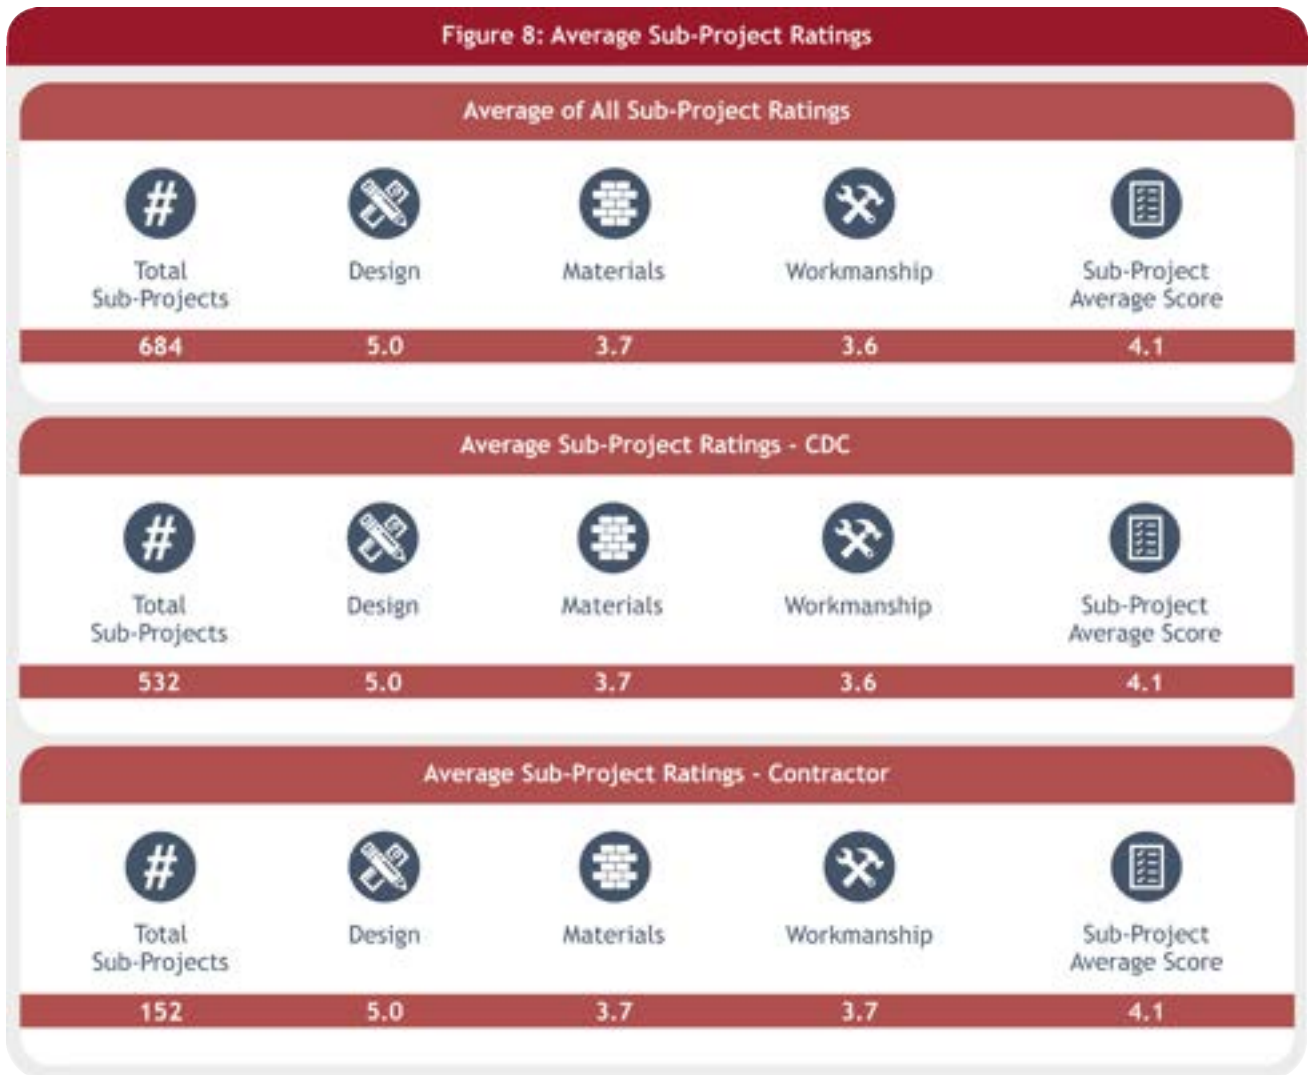 Figure 8: Average Sub-Project Ratings
Average of All Sub-Project Ratings
#
Total
Sub-Projects
Design
Materials
Workmanship
Sub-Project
Average Score
684 5.0 3.7 3.6 4.1
Average Sub-Project Ratings - CDC
#
Total
Sub-Projects
Design
Materials
Workmanship
Sub-Project
Average Score
532 5.0 3.7 3.6 4.1
Average Sub-Project Ratings - Contractor
#
Total
Sub-Projects
Design
Materials
Workmanship
Sub-Project
Average Score
152 5.0 3.7 3.7 4.1